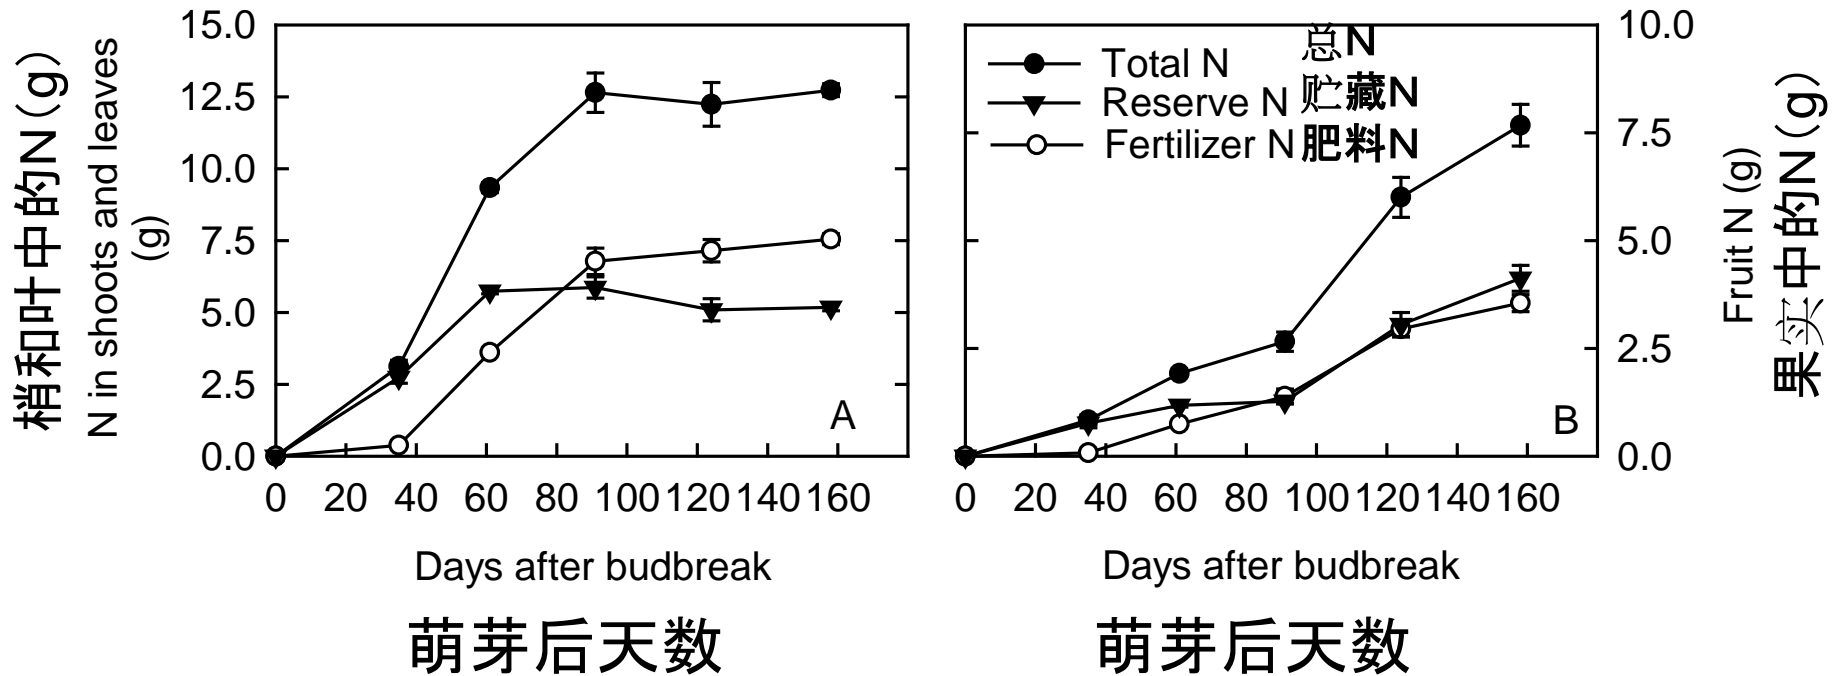 梢和叶中的N(g)
N in shoots and leaves
(g)
15.0
12.5
10.0
7.5
5.0
2.5
0.0
A
0 20 40 60 80 100 120 140 160
Days after budbreak
萌芽后天数
Total N 总N
Reserve N 贮藏N
Fertilizer N 肥料N
B
0 20 40 60 80 100 120 140 160
Days after budbreak
萌芽后天数
10.0
7.5
5.0
2.5
0.0
Fruit N (g)
果实中的N(g)